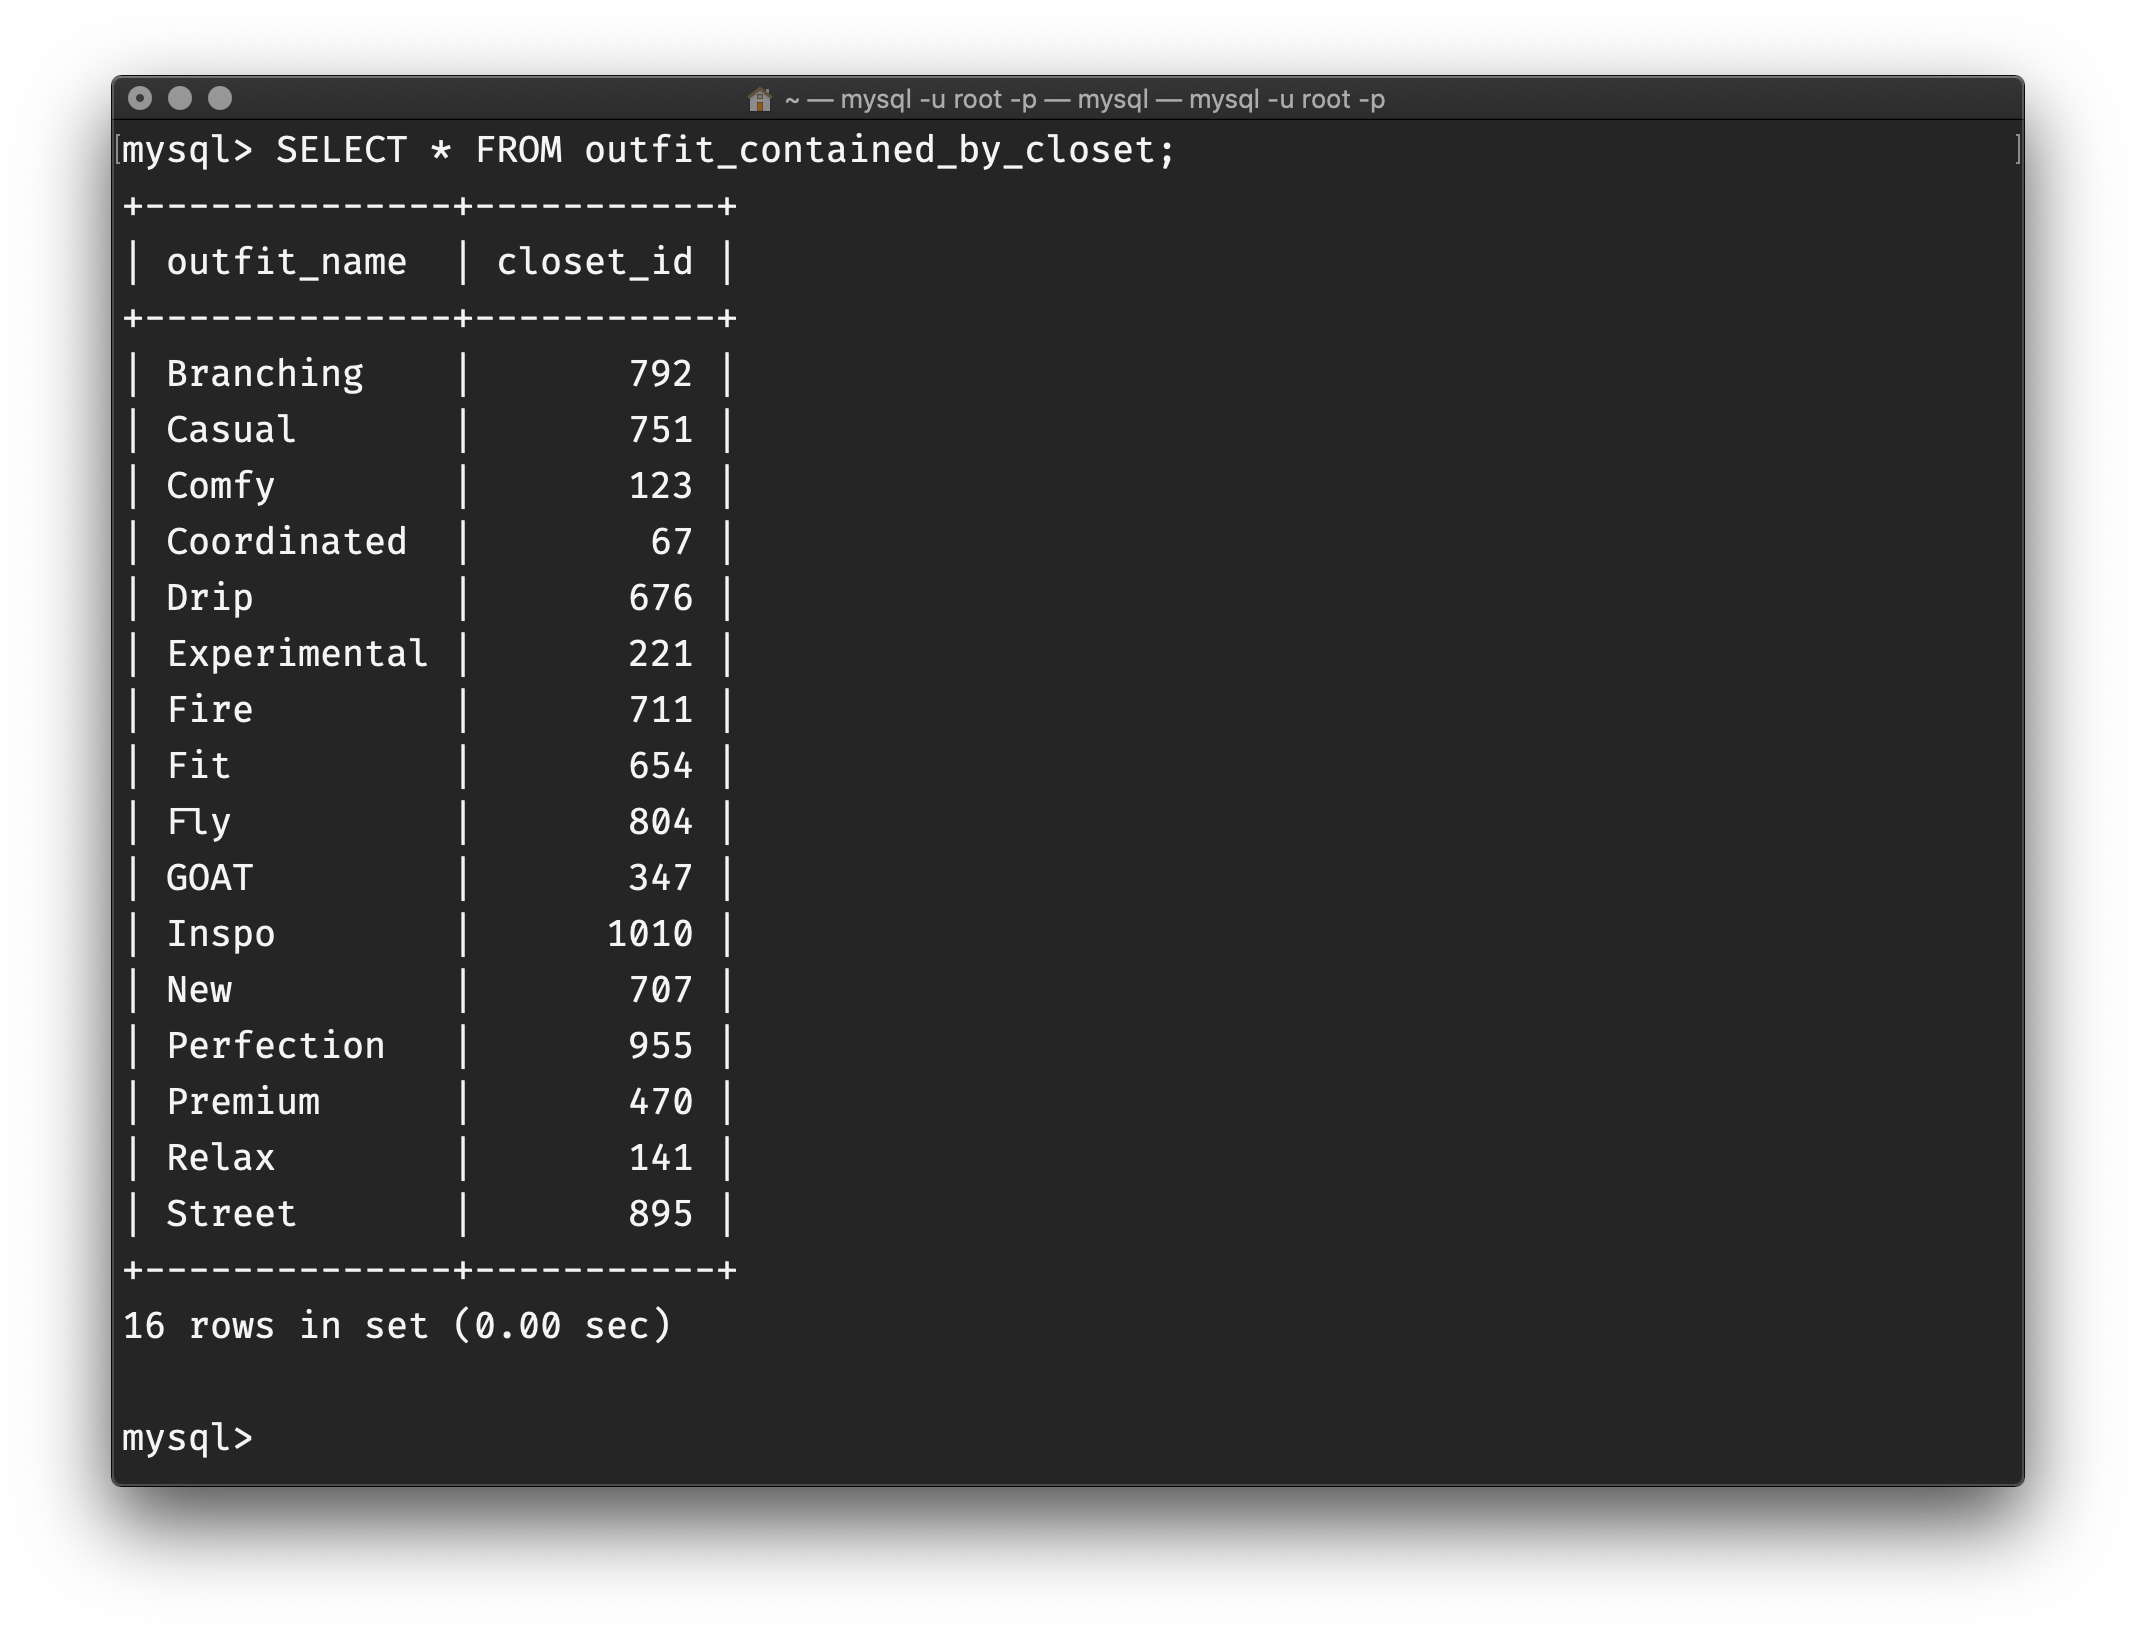 ~ — mysql -u root -p — mysql — mysql -u root -p
mysql> SELECT * FROM outfit_contained_by_closet;
+--------------+-----------+
| outfit_name  | closet_id |
+--------------+-----------+
| Branching    |       792 |
| Casual       |       751 |
| Comfy        |       123 |
| Coordinated  |        67 |
| Drip         |       676 |
| Experimental |       221 |
| Fire         |       711 |
| Fit          |       654 |
| Fly          |       804 |
| GOAT         |       347 |
| Inspo        |      1010 |
| New          |       707 |
| Perfection   |       955 |
| Premium      |       470 |
| Relax        |       141 |
| Street       |       895 |
+--------------+-----------+
16 rows in set (0.00 sec)
mysql>